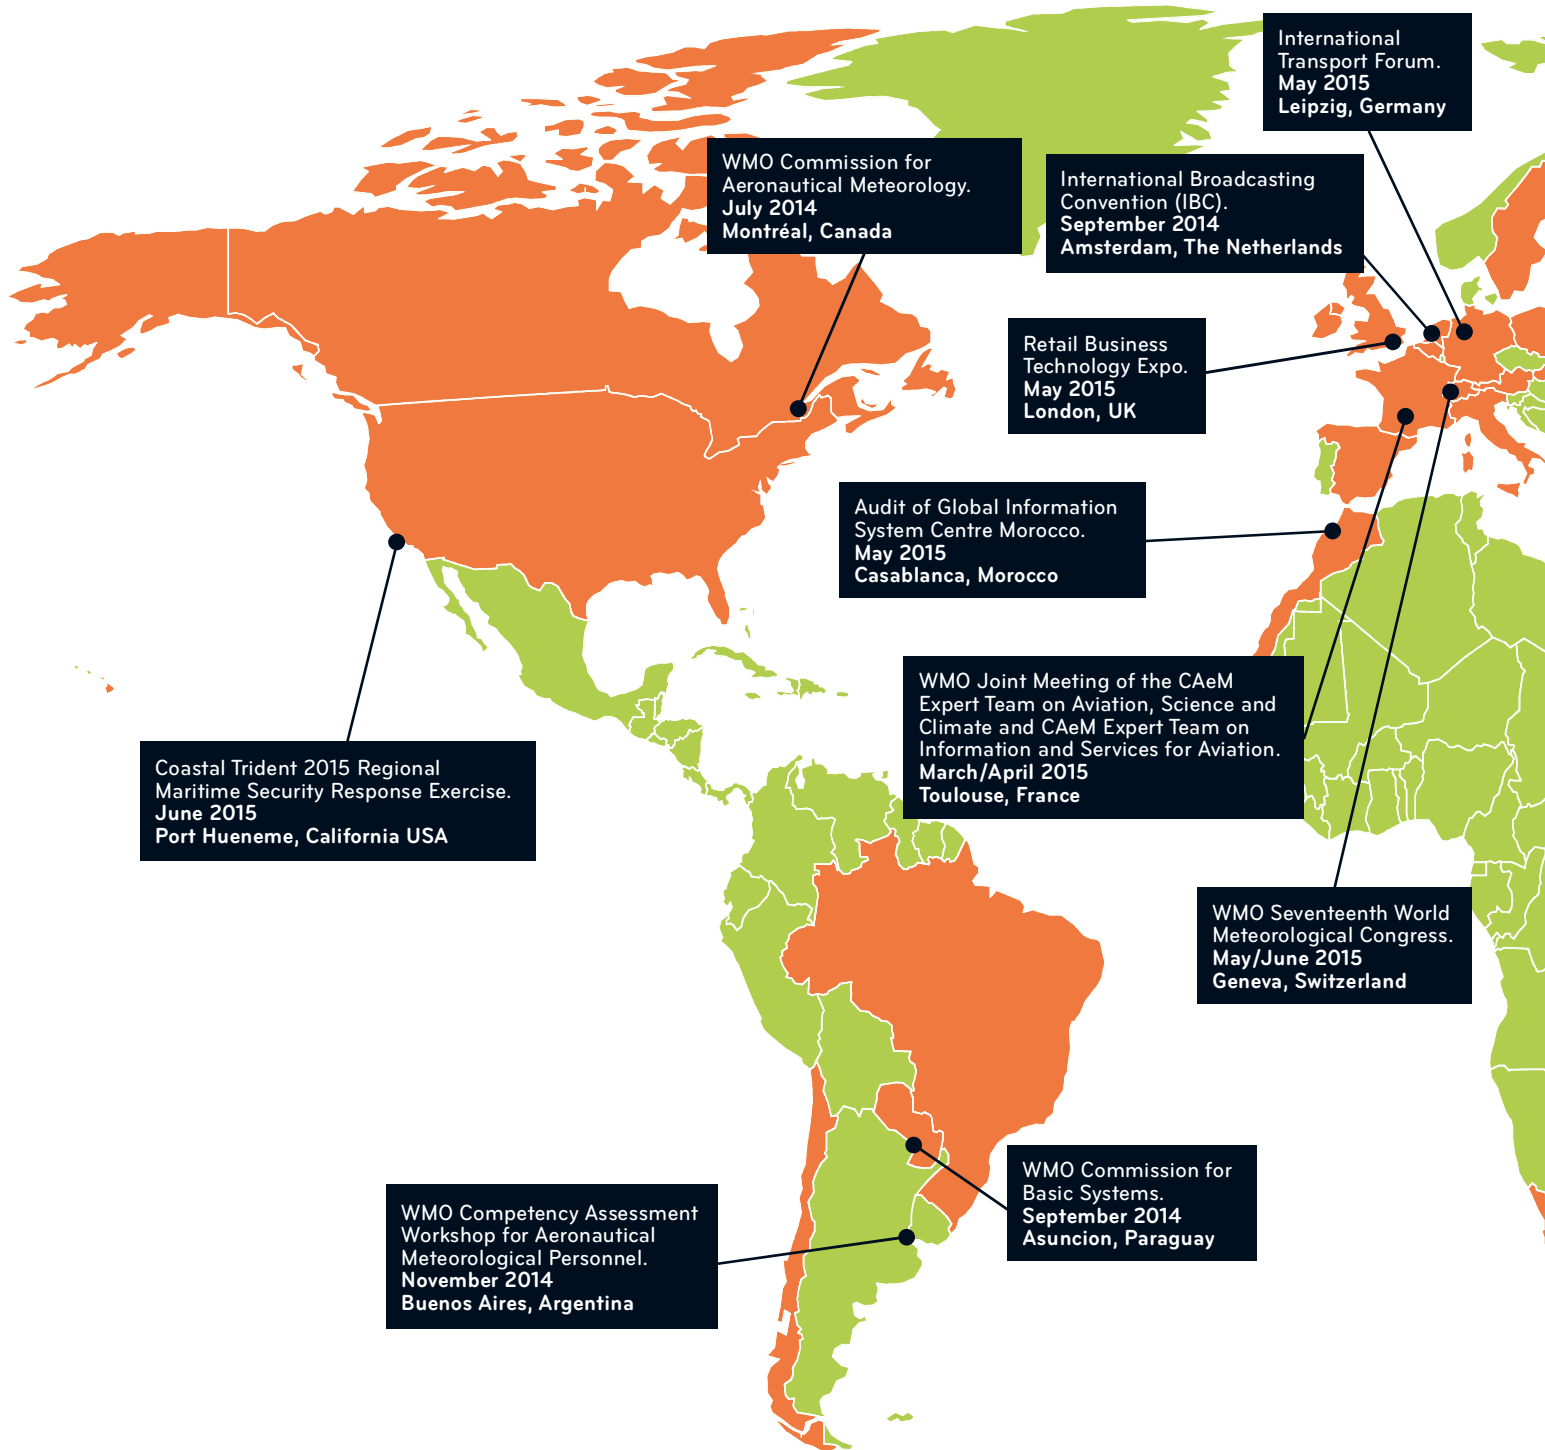 International
Transport Forum.
May 2015
Leipzig, Germany
WMO Commission for
Aeronautical Meteorology.
July 2014
Montréal, Canada
International Broadcasting
Convention (IBC).
September 2014
Amsterdam, The Netherlands
Retail Business
Technology Expo.
May 2015
London, UK
Audit of Global Information
System Centre Morocco.
May 2015
Casablanca, Morocco
WMO Joint Meeting of the CAeM
Expert Team on Aviation, Science and
Climate and CAeM Expert Team on
Information and Services for Aviation.
March/April 2015
Toulouse, France
Coastal Trident 2015 Regional
Maritime Security Response Exercise.
June 2015
Port Hueneme, California USA
WMO Seventeenth World
Meteorological Congress.
May/June 2015
Geneva, Switzerland
WMO Commission for
Basic Systems.
September 2014
Asuncion, Paraguay
WMO Competency Assessment
Workshop for Aeronautical
Meteorological Personnel.
November 2014
Buenos Aires, Argentina